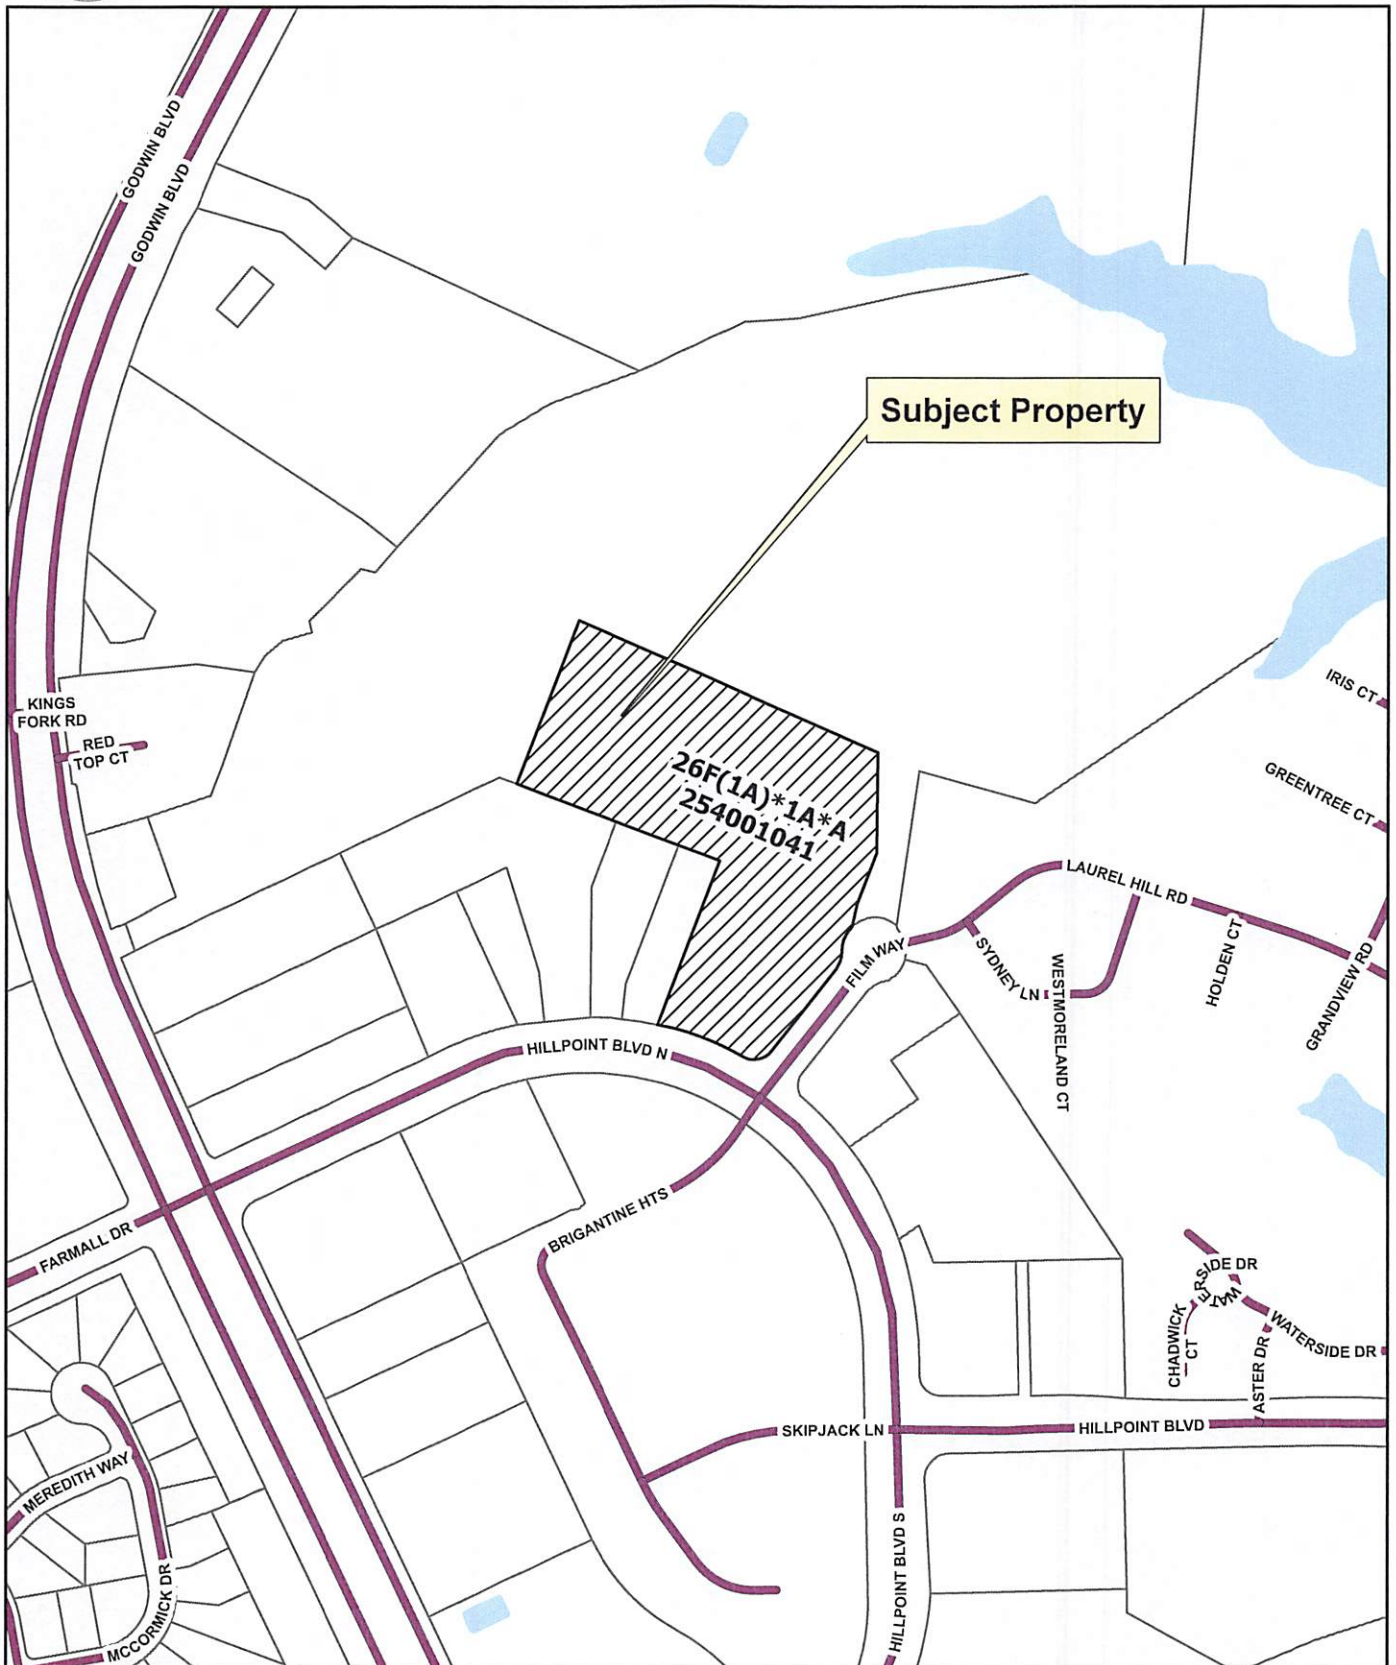 GODWIN BLVD
GODWIN BLVD
Subject Property
KINGS
FORK RD
RED
TOP CT
IRIS CT
GREENTREE CT
26F(1A)*1A*A
254001041
LAUREL HILL RD
FILM WAY
SYDNEY LN
WESTMORELAND CT
HOLDEN CT
GRANDVIEW RD
HILLPOINT BLVD N
BRIGANTINE HTS
FARMALL DR
WATERSIDE DR
CHADWICK
CT
WATERSIDE DR
ASTER DR
SKIPJACK LN
HILLPOINT BLVD
MEREDITH WAY
MCCORMICK DR
HILLPOINT BLVD S